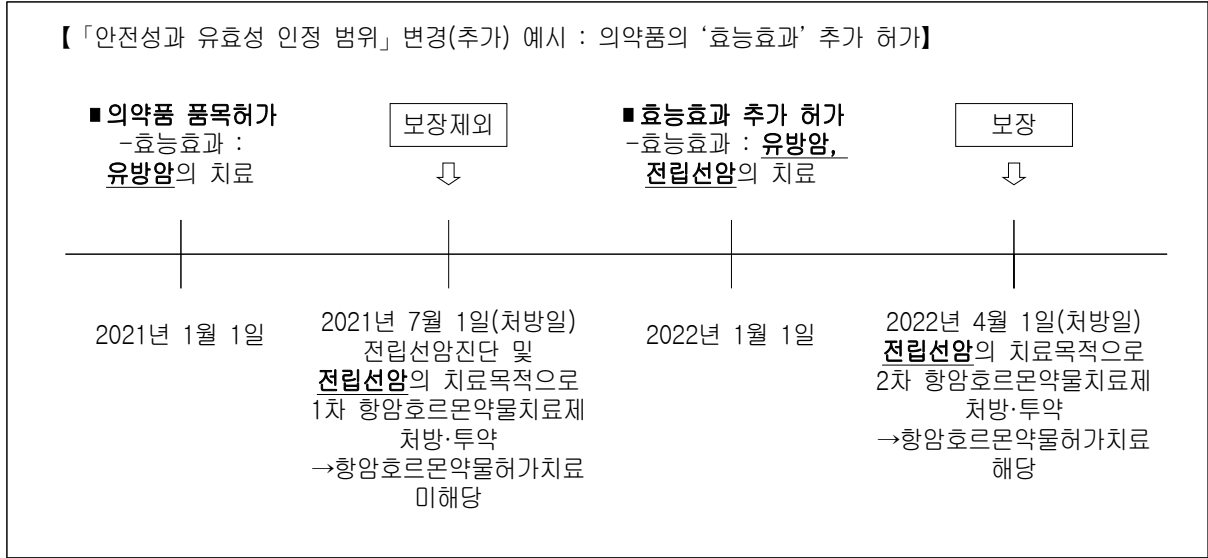 【「안전성과 유효성 인정 범위」 변경(추가) 예시 : 의약품의 ‘효능효과’ 추가 허가】
■ 의약품 품목허가
-효능효과 :
유방암의 치료
보장제외
⇩
■ 효능효과 추가 허가
-효능효과 : 유방암,
전립선암의 치료
보장
⇩
2021년 1월 1일
2021년 7월 1일(처방일)
전립선암진단 및
전립선암의 치료목적으로
1차 항암호르몬약물치료제
처방·투약
→항암호르몬약물허가치료
미해당
2022년 1월 1일
2022년 4월 1일(처방일)
전립선암의 치료목적으로
2차 항암호르몬약물치료제
처방·투약
→항암호르몬약물허가치료
해당